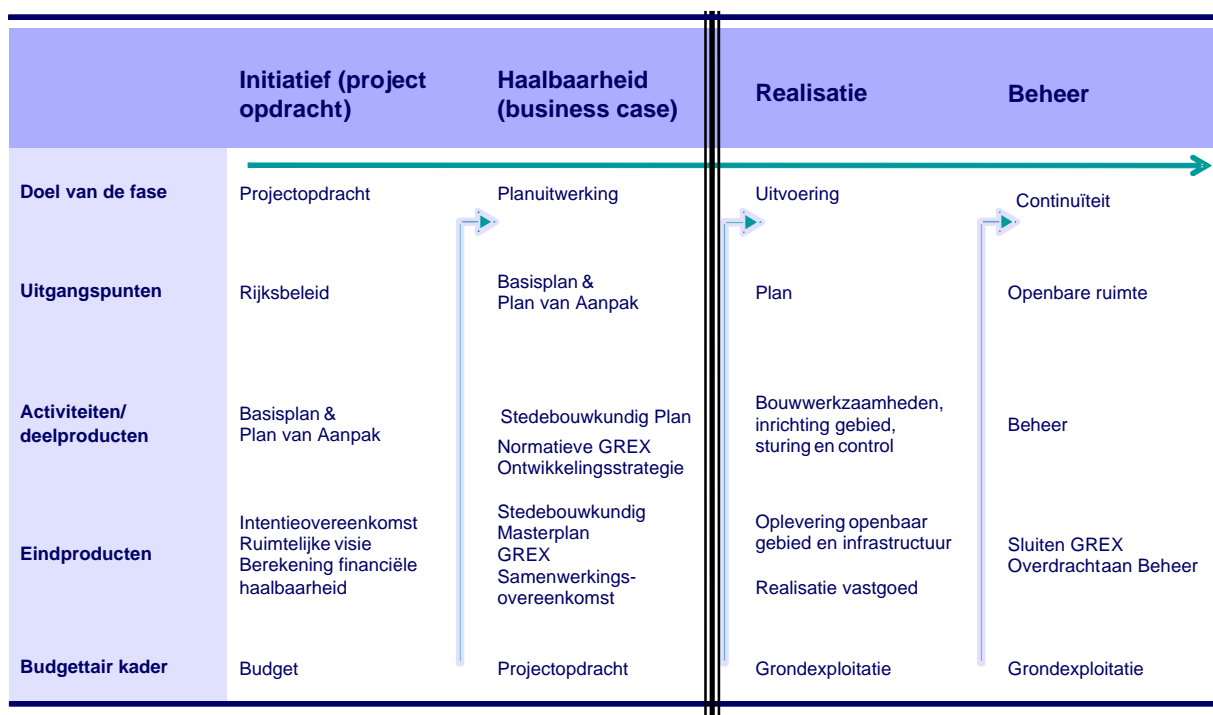 Initiatief (project
opdracht)
Haalbaarheid
(business case)
Realisatie
Beheer
Doel van de fase
Projectopdracht
Planuitwerking
Uitvoering
Continuïteit
Uitgangspunten
Rijksbeleid
Basisplan &
Plan van Aanpak
Plan
Openbare ruimte
Activiteiten/
deelproducten
Basisplan &
Plan van Aanpak
Stedebouwkundig Plan
Normatieve GREX
Ontwikkelingsstrategie
Bouwwerkzaamheden,
inrichting gebied,
sturing en control
Beheer
Eindproducten
Intentieovereenkomst
Ruimtelijke visie
Berekening financiële
haalbaarheid
Stedebouwkundig
Masterplan
GREX
Samenwerkings-
overeenkomst
Oplevering openbaar
gebied en infrastructuur
Realisatie vastgoed
Sluiten GREX
Overdrachtaan Beheer
Budgettair kader
Budget
Projectopdracht
Grondexploitatie
Grondexploitatie